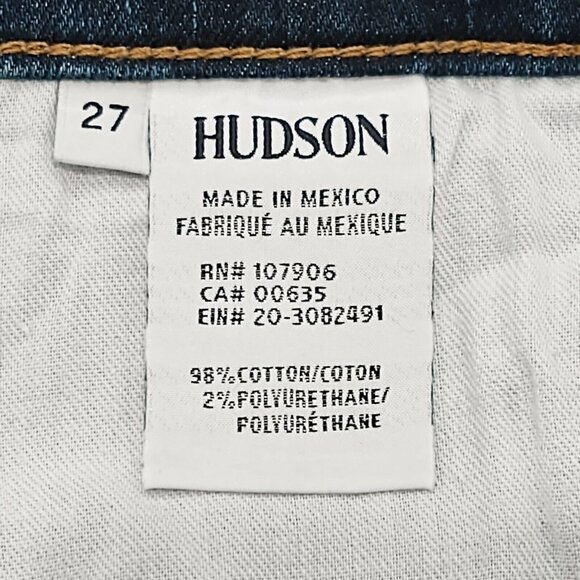 27
HUDSON
MADE IN MEXICO
FABRIQUÉ AU MEXIQUE
RN# 107906
CA# 00635
EIN# 20-3082491
98% COTTON/COTON
2% POLYURETHANE/
POLYURÉTHANE